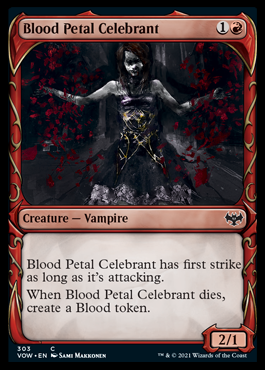 Blood Petal Celebrant 1
Creature — Vampire
Blood Petal Celebrant has first strike
as long as it's attacking.
When Blood Petal Celebrant dies,
create a Blood token.
2/1
303 C
VOW • EN SAMI MAKKONEN
™ & © 2021 Wizards of the Coast